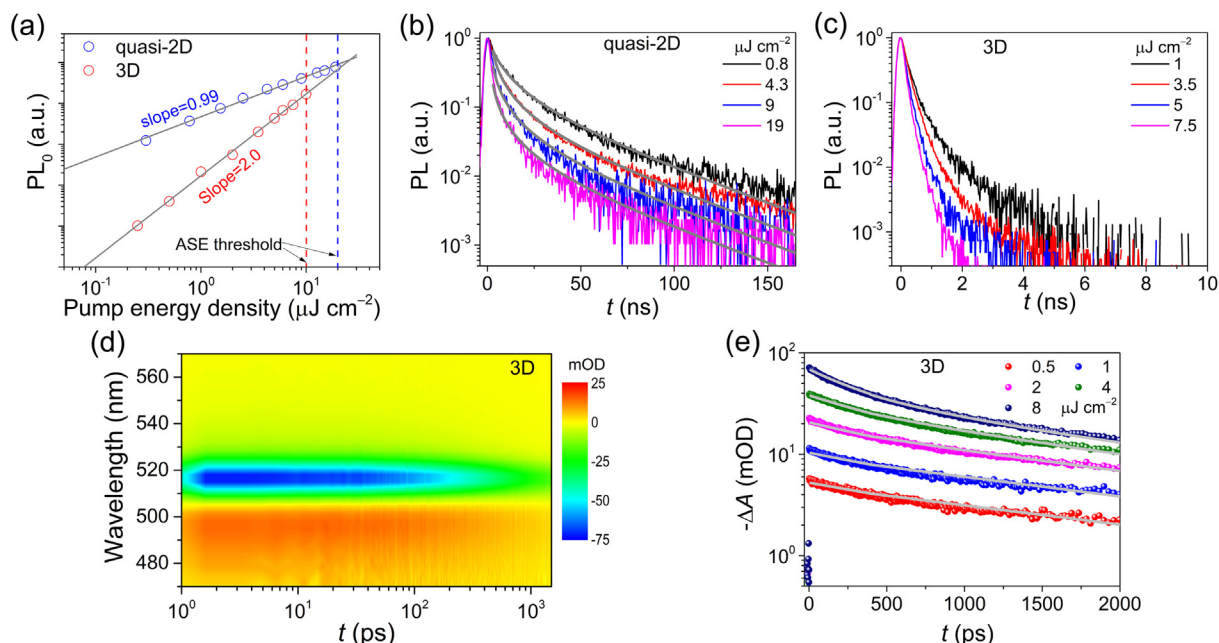 (a)
quasi-2D
3D
slope=0.99
Slope=2.0
ASE threshold
PL₀ (a.u.)
10⁻¹ 10⁰ 10¹
Pump energy density (μJ cm⁻²)
(b)
quasi-2D
μJ cm⁻²
0.8
4.3
9
19
PL (a.u.)
10⁰
10⁻¹
10⁻²
10⁻³
0 50 100 150
t (ns)
(c)
3D
μJ cm⁻²
1
3.5
5
7.5
PL (a.u.)
10⁰
10⁻¹
10⁻²
10⁻³
0 2 4 6 8 10
t (ns)
(d)
3D
mOD
25
0
-25
-50
-75
Wavelength (nm)
560
540
520
500
480
10⁰ 10¹ 10² 10³
t (ps)
(e)
3D
0.5 1
2 4
8 μJ cm⁻²
-ΔA (mOD)
10²
10¹
10⁰
0 500 1000 1500 2000
t (ps)